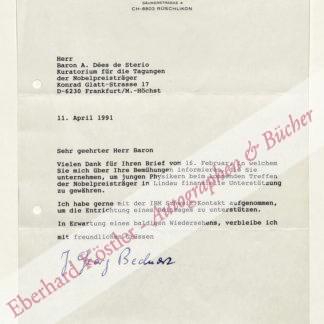 SÄUMERSTRASSE 4
CH-8803 RÜSCHLIKON
Herr
Baron A. Dées de Sterio
Kuratorium für die Tagungen
der Nobelpreisträger
Konrad Glatt-Strasse 17
D-6230 Frankfurt/M.-Höchst
11. April 1991
Sehr geehrter Herr Baron
Vielen Dank für Ihren Brief vom 16. Februar, in welchem
Sie mich über Ihre Bemühungen informieren, die Sie
unternehmen, um jungen Physikern beim Treffen
der Nobelpreisträger in Lindau finanzielle Unterstützung
zu gewähren.
Ich habe gerne mit der IBM Kontakt aufgenommen,
um die Entrichtung eines Beitrages zu unterstützen.
In Erwartung eines baldigen Wiedersehens, verbleibe ich
mit freundlichen Grüssen
J. Georg Bednorz
Eberhard Köstler - Autographen & Bücher